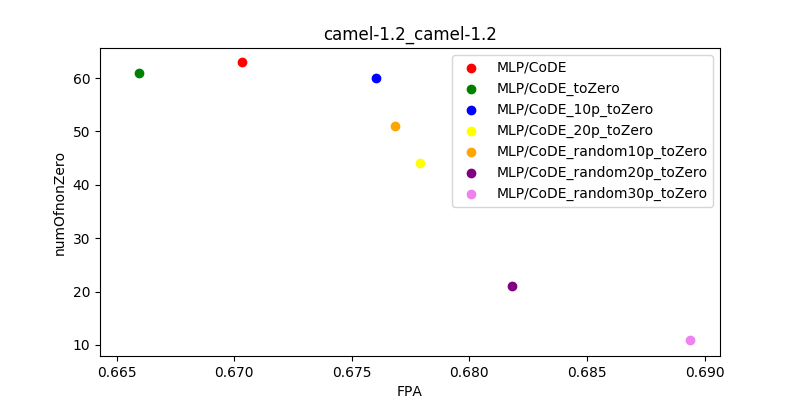 camel-1.2_camel-1.2
MLP/CoDE
MLP/CoDE_toZero
MLP/CoDE_10p_toZero
MLP/CoDE_20p_toZero
MLP/CoDE_random10p_toZero
MLP/CoDE_random20p_toZero
MLP/CoDE_random30p_toZero
numOfnonZero
60
50
40
30
20
10
0.665 0.670 0.675 0.680 0.685 0.690
FPA